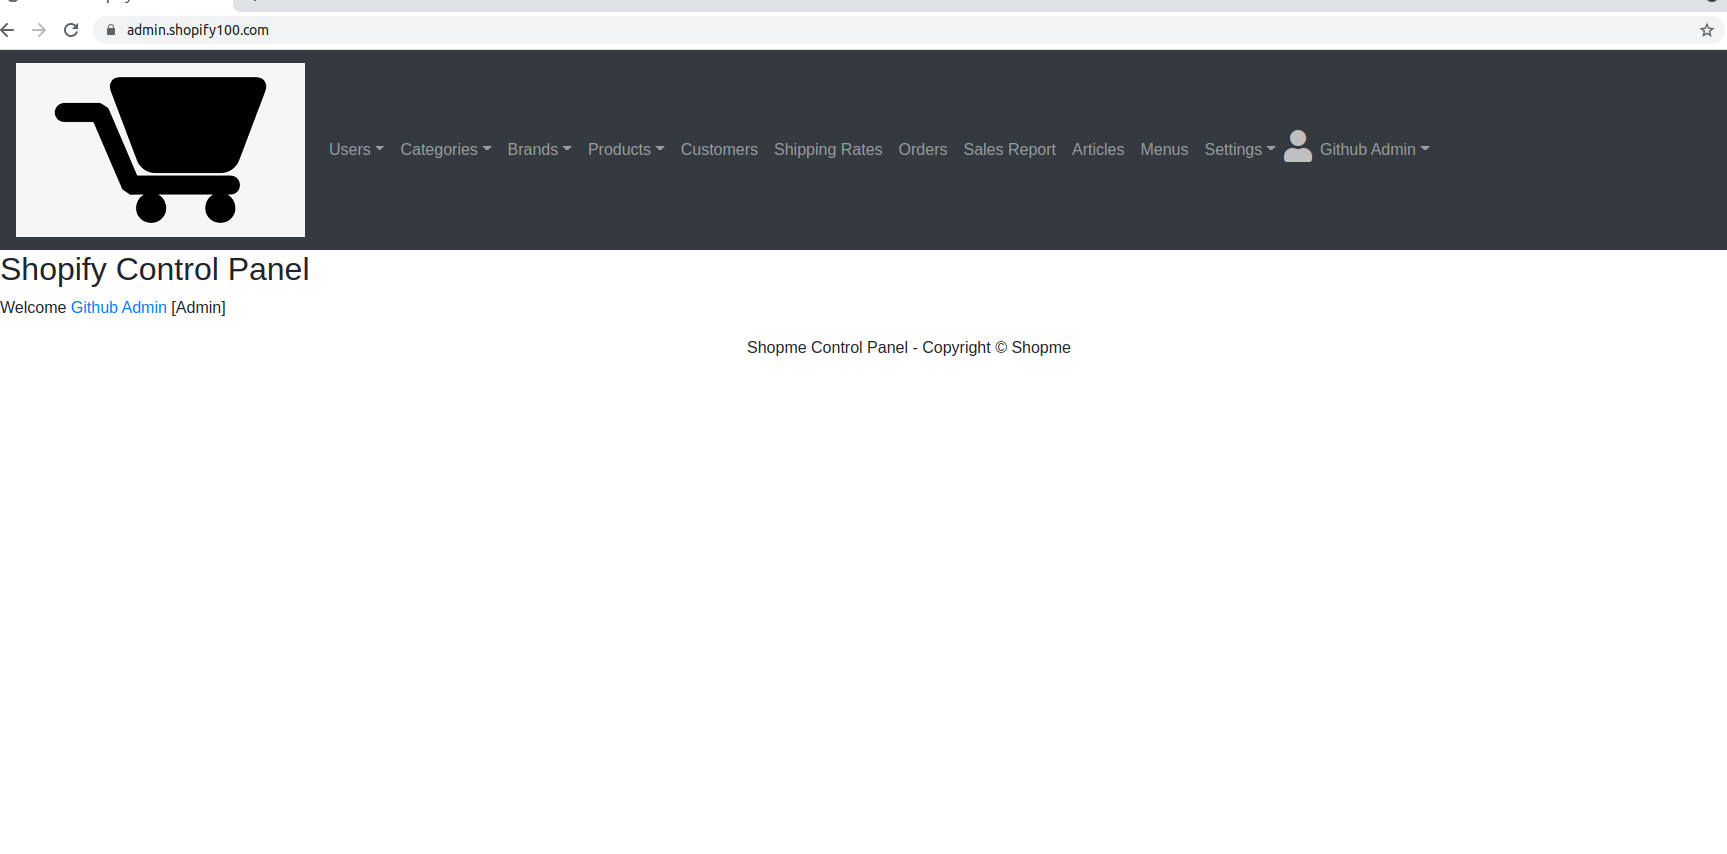 admin.shopify100.com
Users Categories Brands Products Customers Shipping Rates Orders Sales Report Articles Menus Settings Github Admin
Shopify Control Panel
Welcome Github Admin [Admin]
Shopme Control Panel - Copyright © Shopme